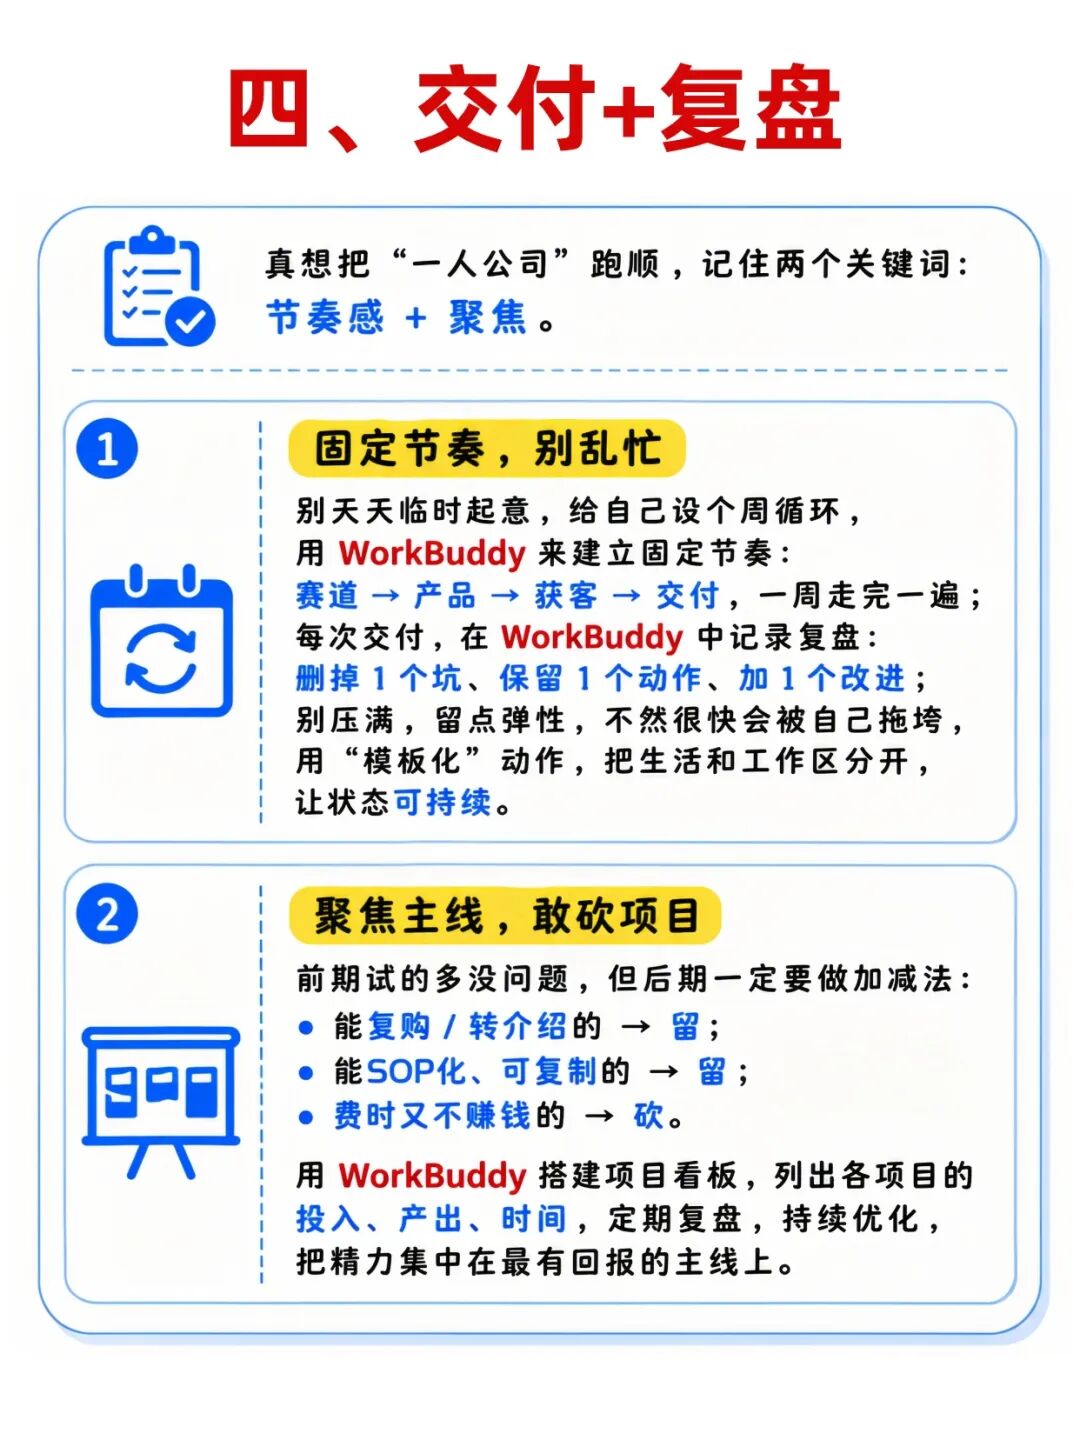 四、交付+复盘
真想把“一人公司”跑顺，记住两个关键词：
节奏感 + 聚焦。
1
固定节奏，别乱忙
别天天临时起意，给自己设个周循环，
用 WorkBuddy 来建立固定节奏：
赛道 → 产品 → 获客 → 交付，一周走完一遍；
每次交付，在 WorkBuddy 中记录复盘：
删掉 1 个坑、保留 1 个动作、加 1 个改进；
别压满，留点弹性，不然很快会被自己拖垮，
用“模板化”动作，把生活和工作区分开，
让状态可持续。
2
聚焦主线，敢砍项目
前期试的多没问题，但后期一定要做加减法：
• 能复购 / 转介绍的 → 留；
• 能SOP化、可复制的 → 留；
• 费时又不赚钱的 → 砍。
用 WorkBuddy 搭建项目看板，列出各项目的
投入、产出、时间，定期复盘，持续优化，
把精力集中在最有回报的主线上。